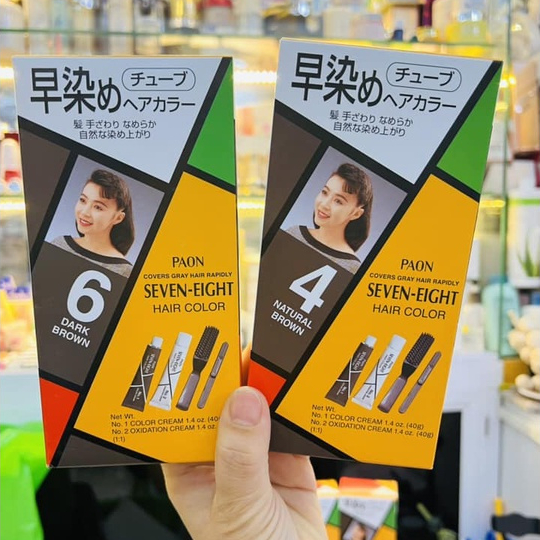 早染め
チューブ
ヘアカラー
髪 手ざわり なめらか
自然な染め上がり
6
DARK
BROWN
PAON
COVERS GRAY HAIR RAPIDLY
SEVEN-EIGHT
HAIR COLOR
Net Wt.
No. 1 COLOR CREAM 1.4 oz. (40g
No. 2 OXIDATION CREAM 1.4 oz.
(1:1)
早染め
チューブ
ヘアカラー
髪 手ざわり なめらか
自然な染め上がり
4
NATURAL
BROWN
PAON
COVERS GRAY HAIR RAPIDLY
SEVEN-EIGHT
HAIR COLOR
Net Wt.
No. 1 COLOR CREAM 1.4 oz. (40g)
No. 2 OXIDATION CREAM 1.4 oz. (40g)
(1:1)